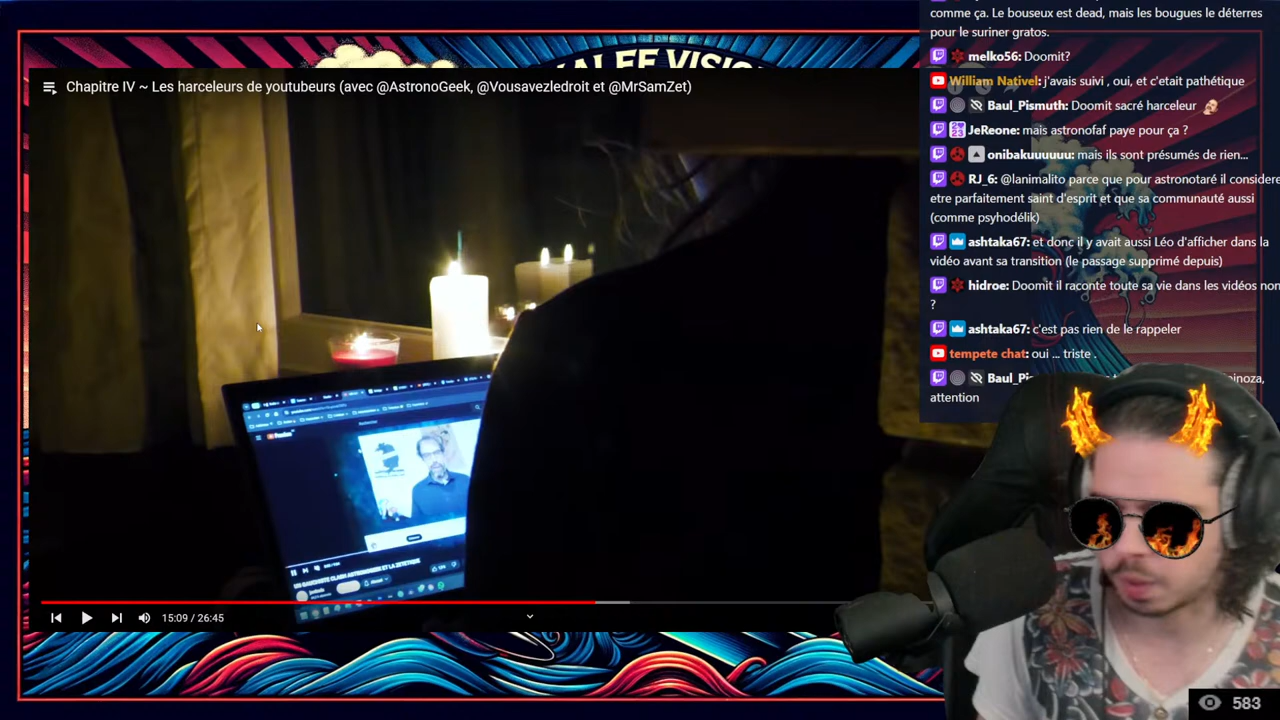 Chapitre IV ~ Les harceleurs de youtubeurs (avec @AstronoGeek, @Vousavezledroit et @MrSamZet)
15:09 / 26:45
comme ça. Le bouseux est dead, mais les bougues le déterres
pour le suriner gratos.
melko56: Doomit?
William Nativel: j'avais suivi , oui, et c'etait pathétique
Baul_Pismuth: Doomit sacré harceleur
JeReone: mais astronofaf paye pour ça ?
onibakuuuuuu: mais ils sont présumés de rien...
RJ_6: @lanimalito parce que pour astronotaré il considere
etre parfaitement saint d'esprit et que sa communauté aussi
(comme psyhodélik)
ashtaka67: et donc il y avait aussi Léo d'afficher dans la
vidéo avant sa transition (le passage supprimé depuis)
hidroe: Doomit il raconte toute sa vie dans les vidéos non
?
ashtaka67: c'est pas rien de le rappeler
tempete chat: oui ... triste .
attention
583